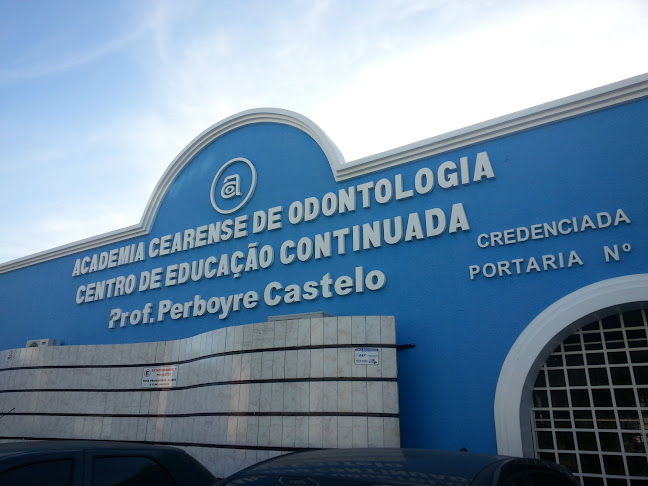 ACADEMIA CEARENSE DE ODONTOLOGIA
CENTRO DE EDUCAÇÃO CONTINUADA
Prof. Perboyre Castelo
CREDENCIADA
PORTARIA Nº